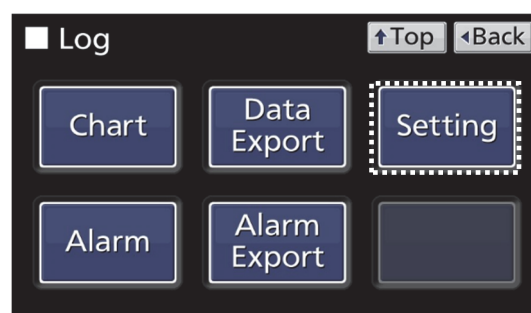 Log
Top
Back
Chart
Data
Export
Setting
Alarm
Alarm
Export